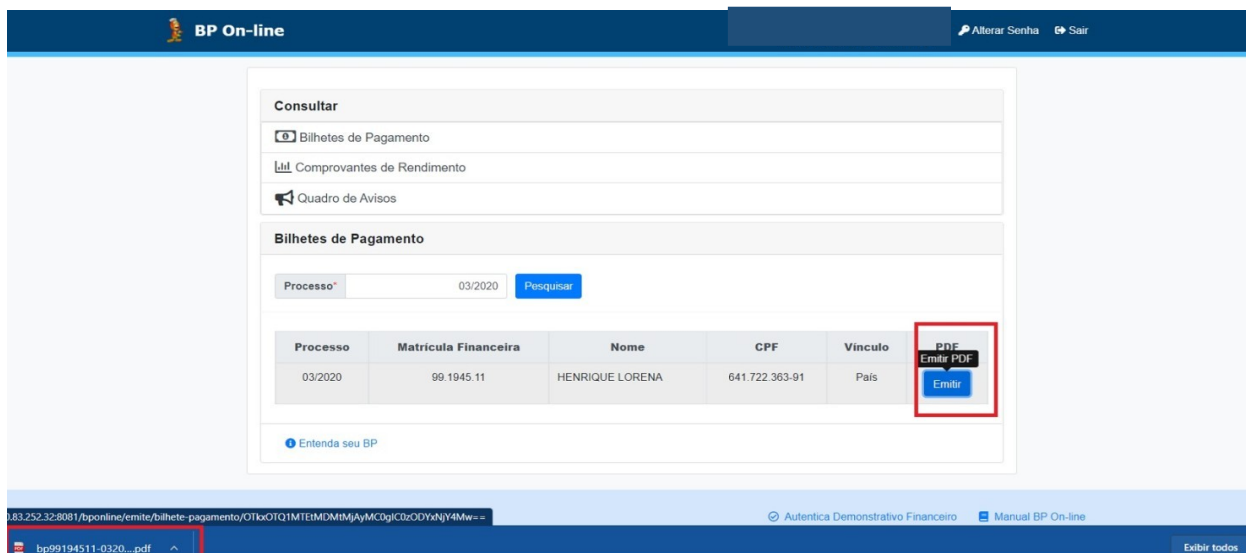 BP On-line
Alterar Senha Sair
Consultar
Bilhetes de Pagamento
Comprovantes de Rendimento
Quadro de Avisos
Bilhetes de Pagamento
Processo* 03/2020 Pesquisar
Processo Matrícula Financeira Nome CPF Vínculo PDF
Emitir PDF
03/2020 99.1945.11 HENRIQUE LORENA 641.722.363-91 País Emitir
Entenda seu BP
0.83.252.32:8081/bponline/emite/bilhete-pagamento/OTkxOTQ1MTEtMDMtMjAyMC0gIC0zODYxNjY4Mw==
Autentica Demonstrativo Financeiro Manual BP On-line
bp99194511-0320....pdf Exibir todos